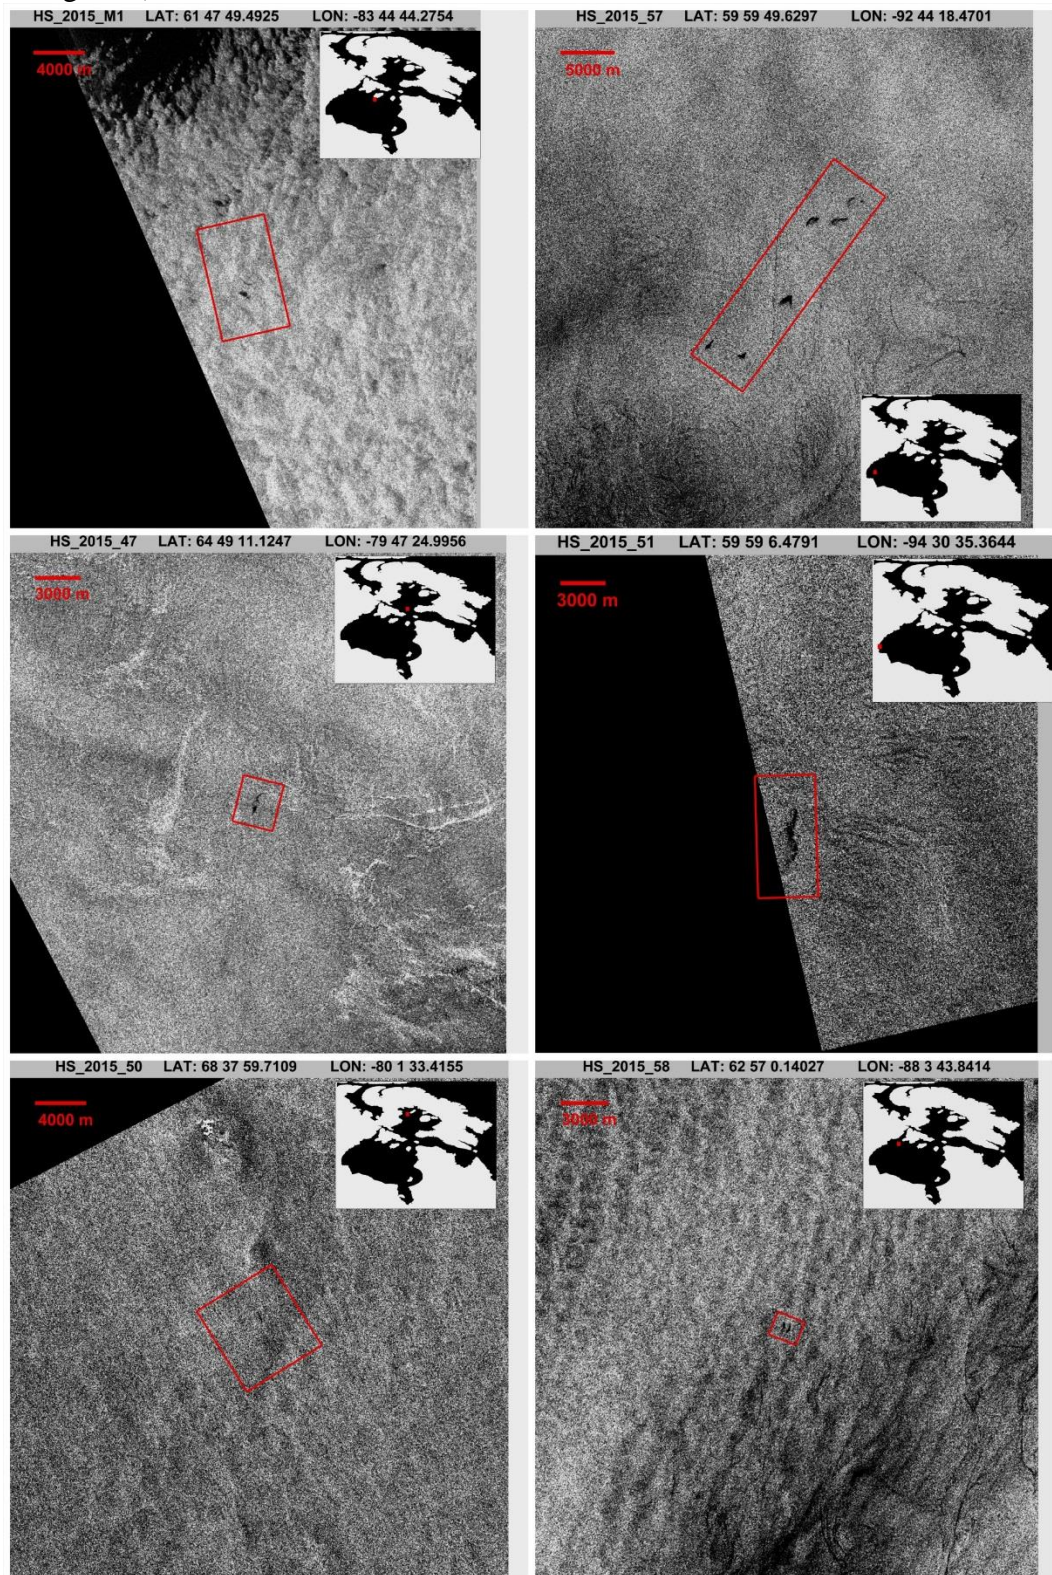 HS_2015_M1 LAT: 61 47 49.4925 LON: -83 44 44.2754
4000 m
HS_2015_57 LAT: 59 59 49.6297 LON: -92 44 18.4701
5000 m
HS_2015_47 LAT: 64 49 11.1247 LON: -79 47 24.9956
3000 m
HS_2015_51 LAT: 59 59 6.4791 LON: -94 30 35.3644
3000 m
HS_2015_50 LAT: 68 37 59.7109 LON: -80 1 33.4155
4000 m
HS_2015_58 LAT: 62 57 0.14027 LON: -88 3 43.8414
3000 m